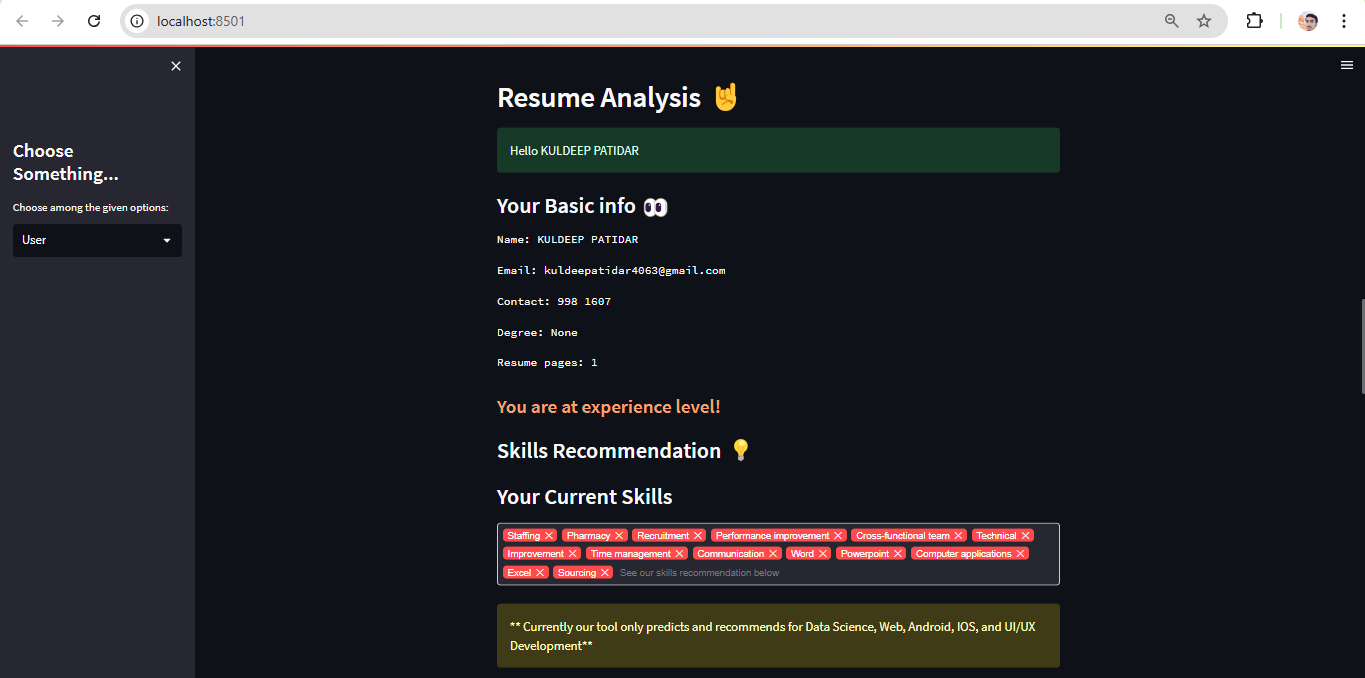 localhost:8501
Resume Analysis 🤘
Hello KULDEEP PATIDAR
Choose
Something...
Choose among the given options:
User
Your Basic info 👀
Name: KULDEEP PATIDAR
Email: kuldeepatidar4063@gmail.com
Contact: 998 1607
Degree: None
Resume pages: 1
You are at experience level!
Skills Recommendation 💡
Your Current Skills
Staffing Pharmacy Recruitment Performance improvement Cross-functional team Technical
Improvement Time management Communication Word Powerpoint Computer applications
Excel Sourcing See our skills recommendation below
** Currently our tool only predicts and recommends for Data Science, Web, Android, IOS, and UI/UX
Development**